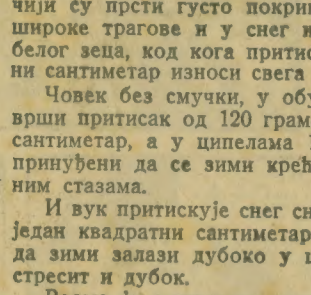 чији су прсти густо покри
широке трагове и у снег
белог зеца, код кога притис
ни сантиметар износи свега
Човек без смучки, у об
врши притисак од 120 грам
сантиметар, а у ципелама
принуђени да се зими крећ
ним стазама.
И вук притискује снег сн
један квадратни сантиметар
да зими залази дубоко у
стресит и дубок.